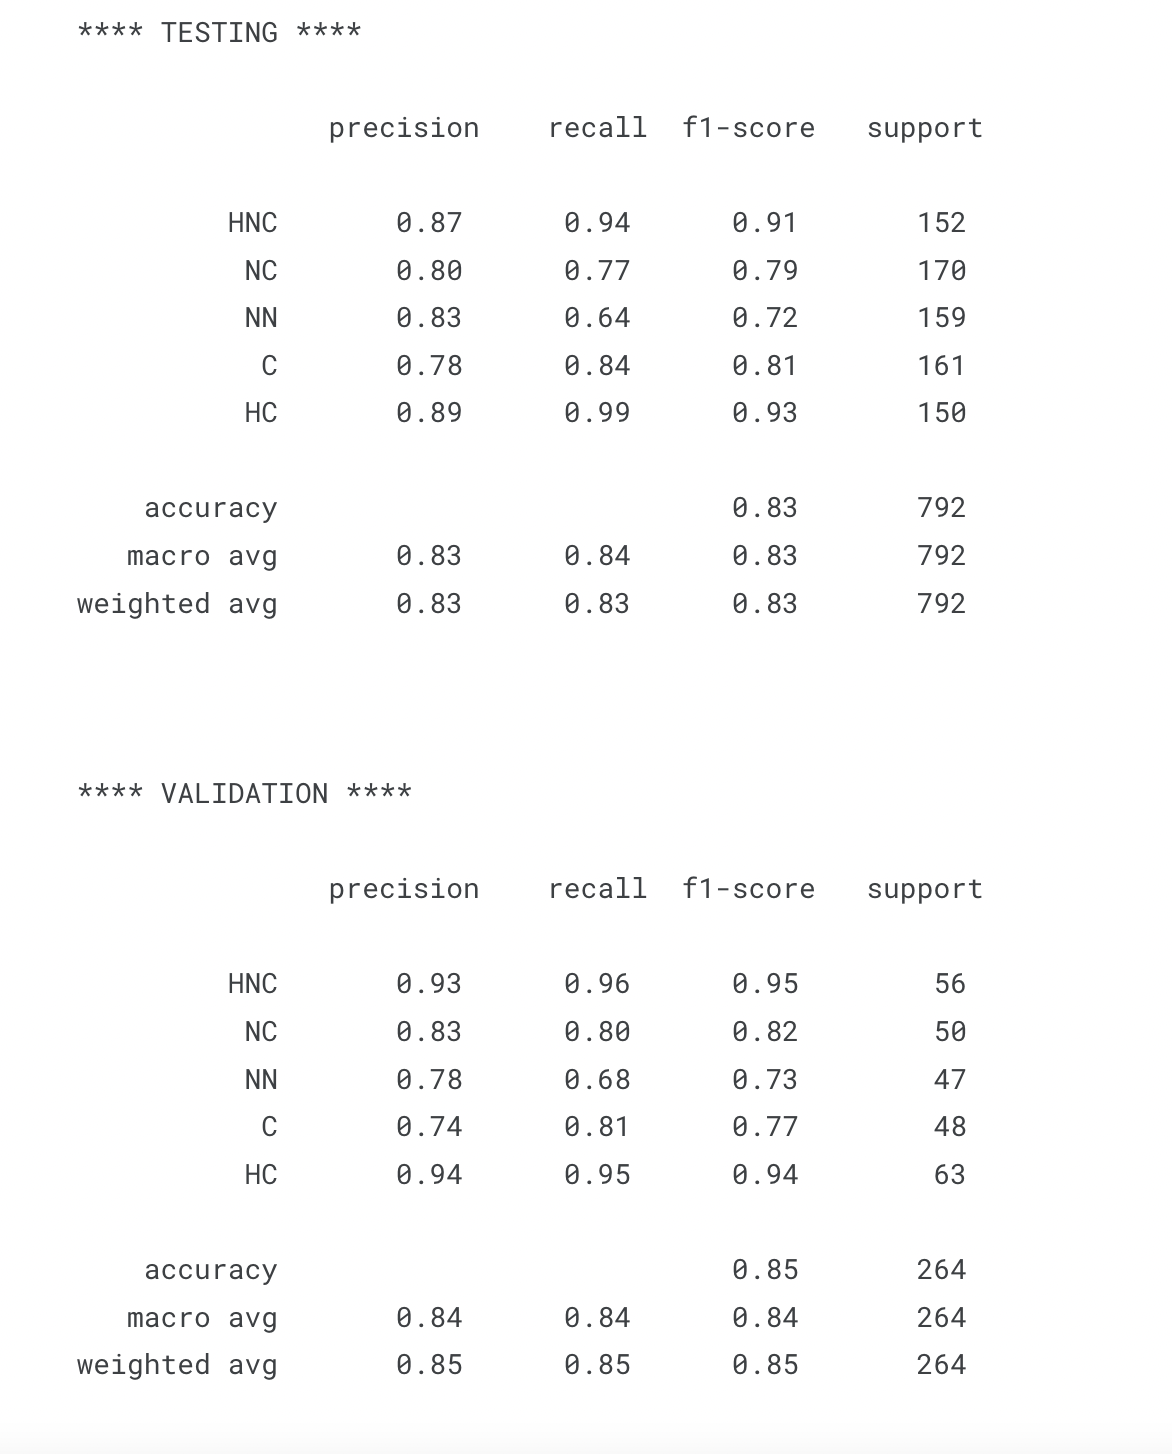 **** TESTING ****
precision recall f1-score support
HNC 0.87 0.94 0.91 152
NC 0.80 0.77 0.79 170
NN 0.83 0.64 0.72 159
C 0.78 0.84 0.81 161
HC 0.89 0.99 0.93 150
accuracy 0.83 792
macro avg 0.83 0.84 0.83 792
weighted avg 0.83 0.83 0.83 792
**** VALIDATION ****
precision recall f1-score support
HNC 0.93 0.96 0.95 56
NC 0.83 0.80 0.82 50
NN 0.78 0.68 0.73 47
C 0.74 0.81 0.77 48
HC 0.94 0.95 0.94 63
accuracy 0.85 264
macro avg 0.84 0.84 0.84 264
weighted avg 0.85 0.85 0.85 264